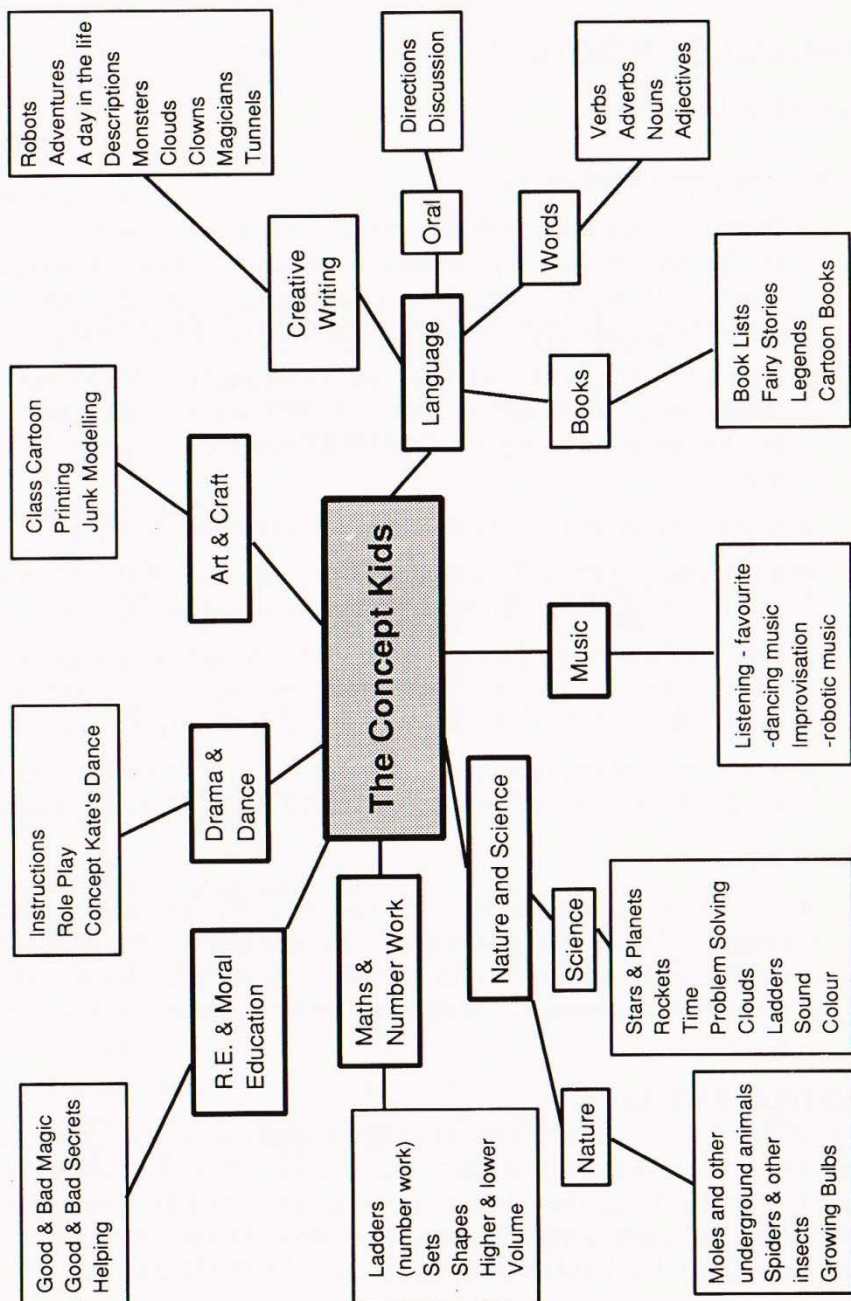 Good & Bad Magic
Good & Bad Secrets
Helping
Instructions
Role Play
Concept Kate's Dance
Class Cartoon
Printing
Junk Modelling
Robots
Adventures
A day in the life
Descriptions
Monsters
Clouds
Clowns
Magicians
Tunnels
R.E. & Moral
Education
Drama &
Dance
Art & Craft
Creative
Writing
Directions
Discussion
Oral
Ladders
(number work)
Sets
Shapes
Higher & lower
Volume
Maths &
Number Work
The Concept Kids
Language
Words
Verbs
Adverbs
Nouns
Adjectives
Nature and Science
Nature
Science
Music
Books
Moles and other
underground animals
Spiders & other
insects
Growing Bulbs
Stars & Planets
Rockets
Time
Problem Solving
Clouds
Ladders
Sound
Colour
Listening - favourite
-dancing music
Improvisation
-robotic music
Book Lists
Fairy Stories
Legends
Cartoon Books